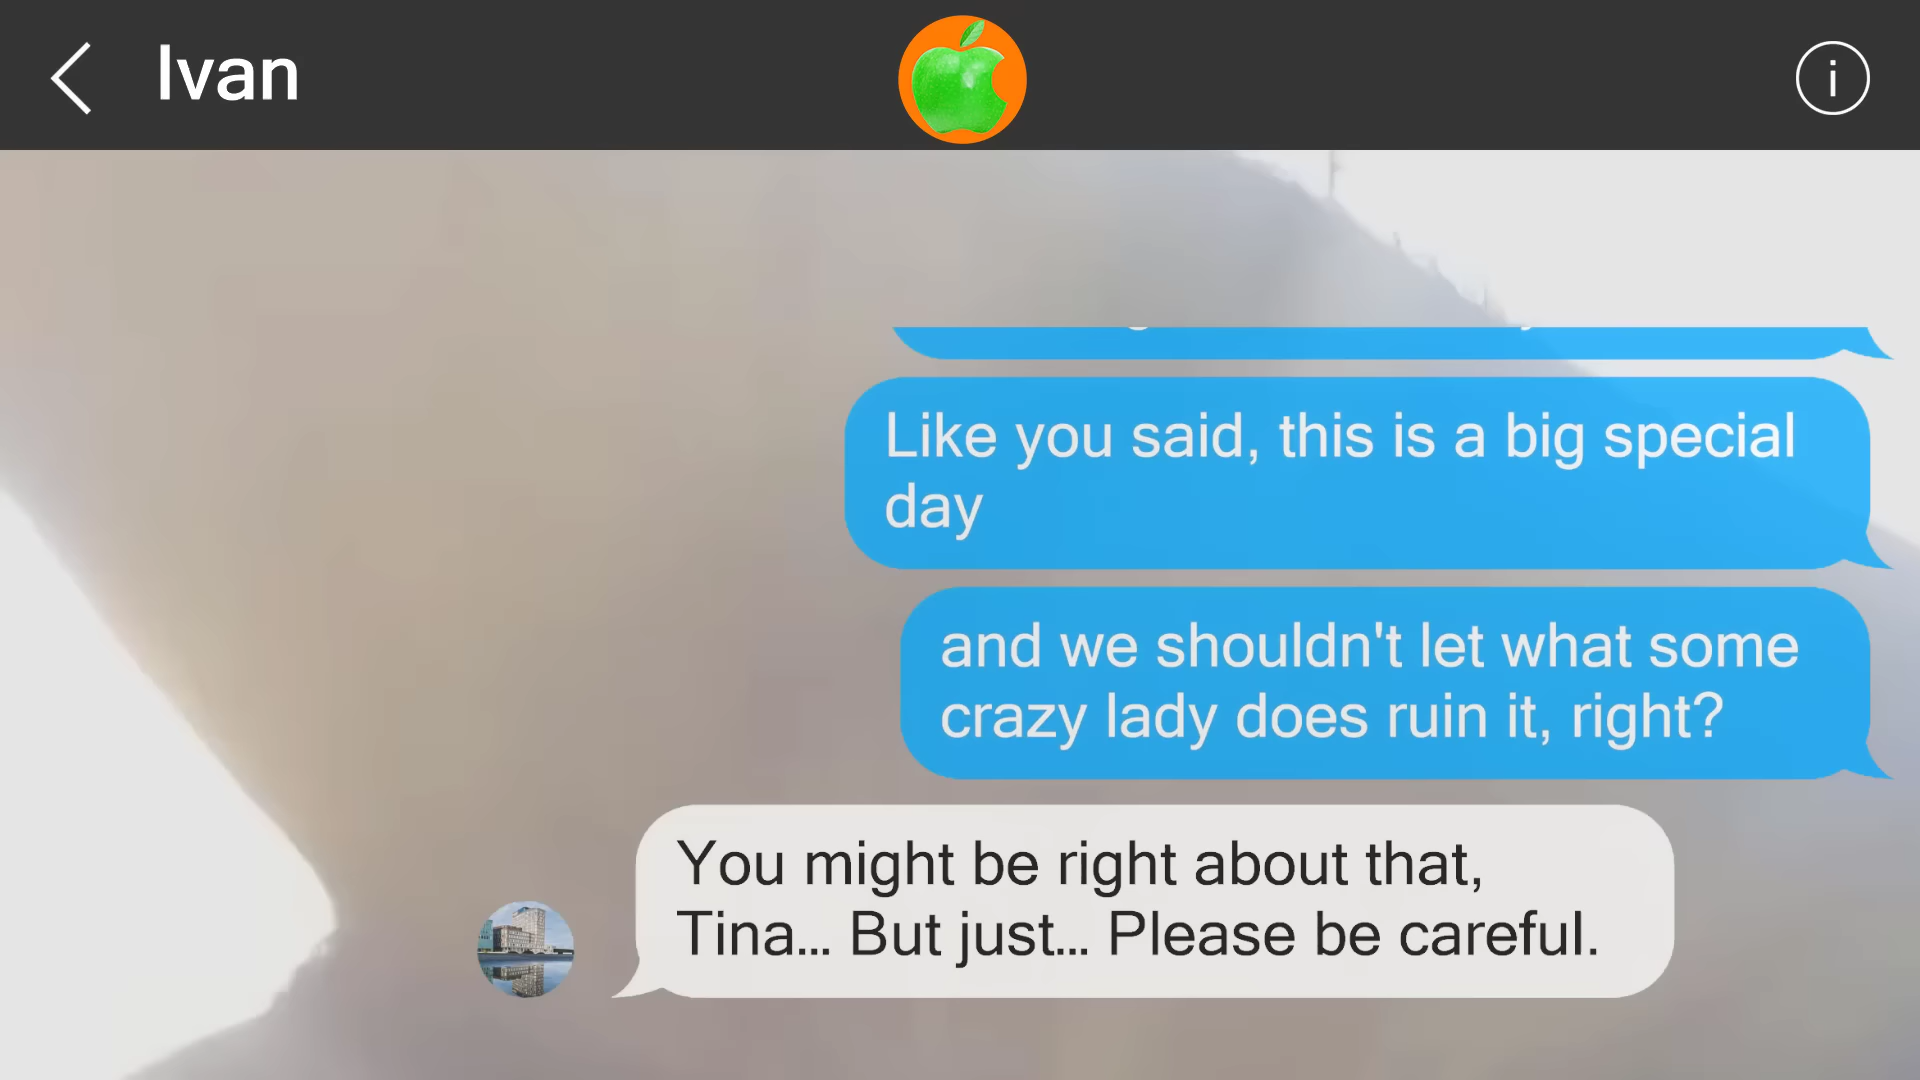 Ivan
i
Like you said, this is a big special
day
and we shouldn't let what some
crazy lady does ruin it, right?
You might be right about that,
Tina... But just... Please be careful.